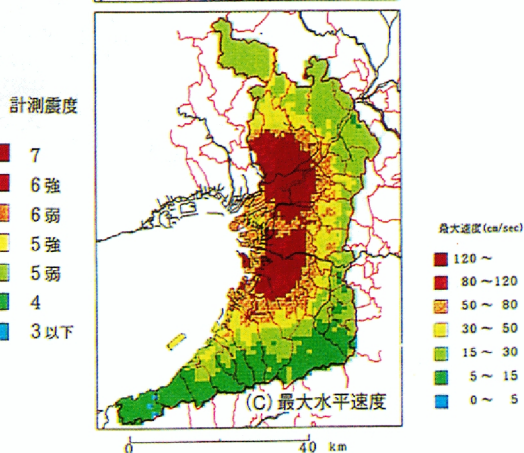 計測震度
7
6強
6弱
5強
5弱
4
3以下
(C)最大水平速度
0 40 km
最大速度(cm/sec)
120～
80～120
50～ 80
30～ 50
15～ 30
5～ 15
0～ 5